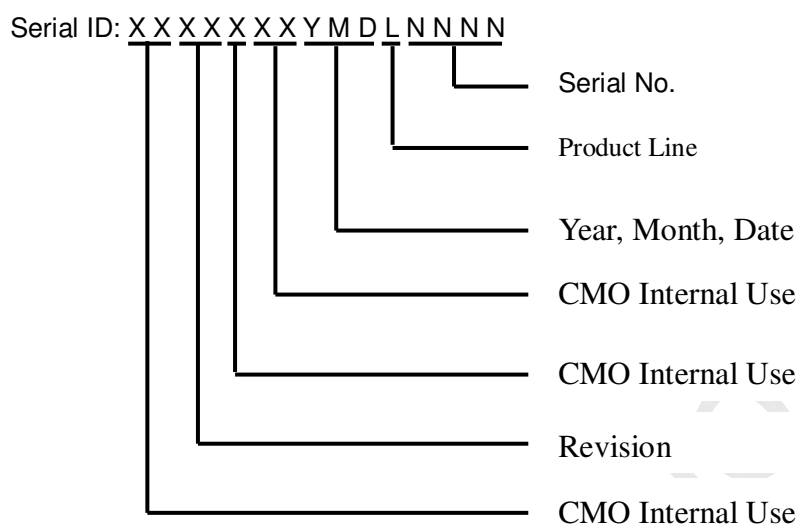 Serial ID: X X X X X X X Y M D L N N N N
Serial No.
Product Line
Year, Month, Date
CMO Internal Use
CMO Internal Use
Revision
CMO Internal Use